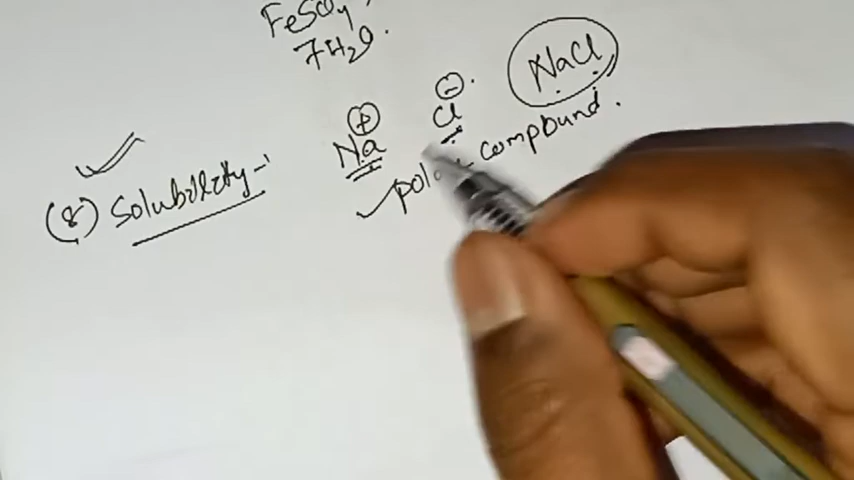 FeSO4.
7H2O.
(8) Solubility-
Na+ Cl-. NaCl
polar compound.